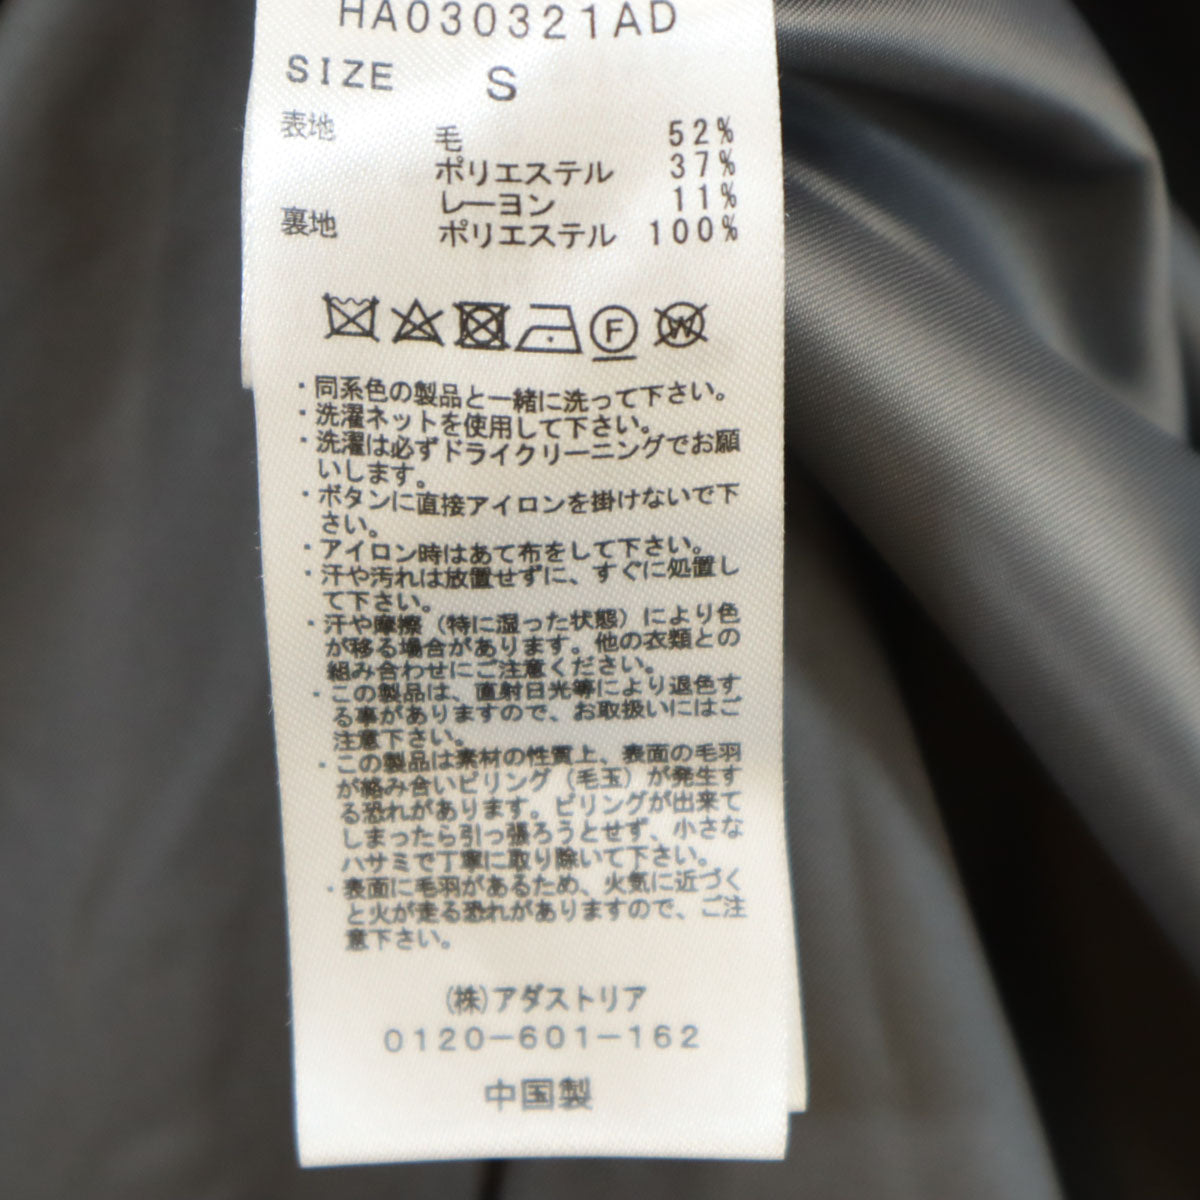 HA030321AD
SIZE S
表地 毛 52%
ポリエステル 37%
レーヨン 11%
裏地 ポリエステル 100%
F W
・同系色の製品と一緒に洗って下さい。
・洗濯ネットを使用して下さい。
・洗濯は必ずドライクリーニングでお願
いします。
・ボタンに直接アイロンを掛けないで下
さい。
・アイロン時はあて布をして下さい。
・汗や汚れは放置せずに、すぐに処置し
て下さい。
・汗や摩擦（特に湿った状態）により色
が移る場合があります。他の衣類との
組み合わせにご注意ください。
・この製品は、直射日光等により退色す
る事がありますので、お取扱いにはご
注意下さい。
・この製品は素材の性質上、表面の毛羽
が絡み合いピリング（毛玉）が発生す
る恐れがあります。ピリングが出来て
しまったら引っ張ろうとせず、小さな
ハサミで丁寧に取り除いて下さい。
・表面に毛羽があるため、火気に近づく
と火が走る恐れがありますので、ご注
意下さい。
(株)アダストリア
0120-601-162
中国製